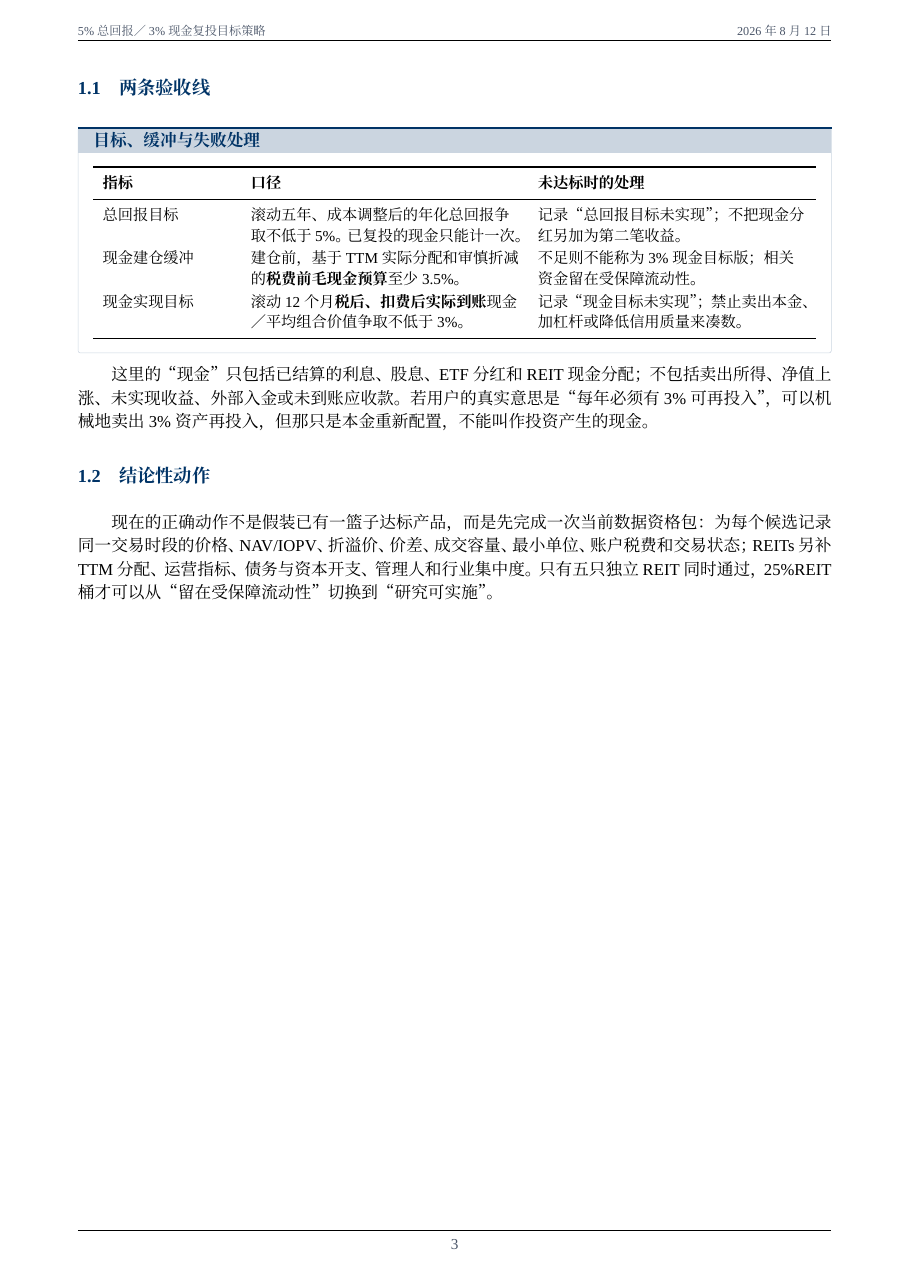 5% 总回报／ 3% 现金复投目标策略
2026 年 8 月 12 日
1.1 两条验收线
目标、缓冲与失败处理
指标 口径 未达标时的处理
总回报目标 滚动五年、成本调整后的年化总回报争 记录“总回报目标未实现”；不把现金分
取不低于 5%。已复投的现金只能计一次。 红另加为第二笔收益。
现金建仓缓冲 建仓前，基于 TTM 实际分配和审慎折减 不足则不能称为 3% 现金目标版；相关
的税费前毛现金预算至少 3.5%。 资金留在受保障流动性。
现金实现目标 滚动 12 个月税后、扣费后实际到账现金 记录“现金目标未实现”；禁止卖出本金、
／平均组合价值争取不低于 3%。 加杠杆或降低信用质量来凑数。
这里的“现金”只包括已结算的利息、股息、ETF 分红和 REIT 现金分配；不包括卖出所得、净值上
涨、未实现收益、外部入金或未到账应收款。若用户的真实意思是“每年必须有 3% 可再投入”，可以机
械地卖出 3% 资产再投入，但那只是本金重新配置，不能叫作投资产生的现金。
1.2 结论性动作
现在的正确动作不是假装已有一篮子达标产品，而是先完成一次当前数据资格包：为每个候选记录
同一交易时段的价格、NAV/IOPV、折溢价、价差、成交容量、最小单位、账户税费和交易状态；REITs 另补
TTM 分配、运营指标、债务与资本开支、管理人和行业集中度。只有五只独立 REIT 同时通过，25%REIT
桶才可以从“留在受保障流动性”切换到“研究可实施”。
3